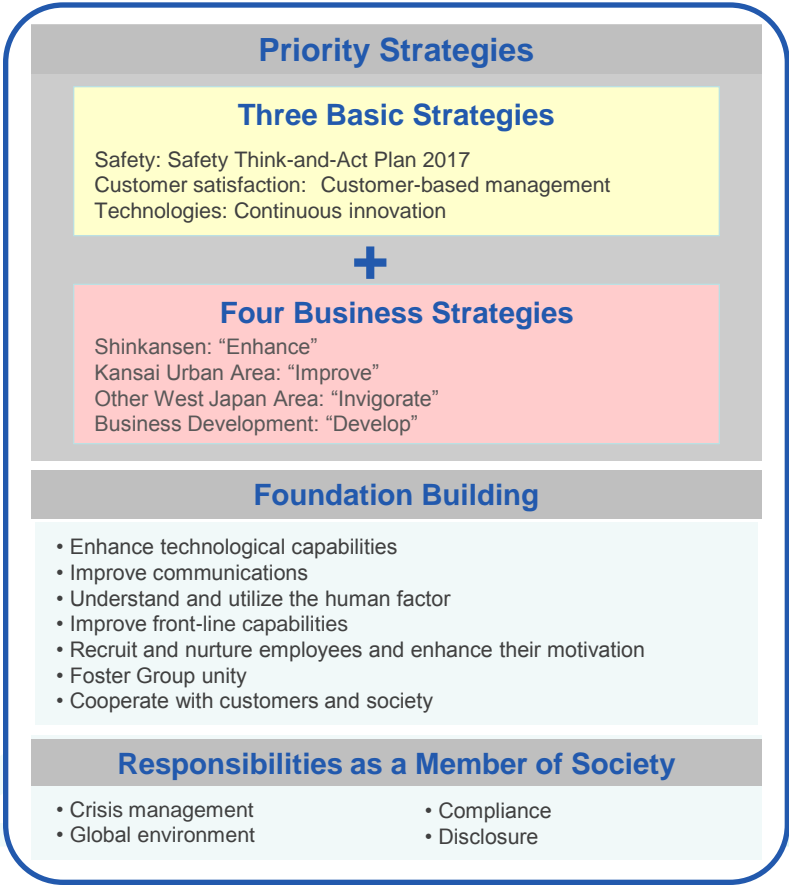 Priority Strategies
Three Basic Strategies
Safety: Safety Think-and-Act Plan 2017
Customer satisfaction: Customer-based management
Technologies: Continuous innovation
+
Four Business Strategies
Shinkansen: “Enhance”
Kansai Urban Area: “Improve”
Other West Japan Area: “Invigorate”
Business Development: “Develop”
Foundation Building
• Enhance technological capabilities
• Improve communications
• Understand and utilize the human factor
• Improve front-line capabilities
• Recruit and nurture employees and enhance their motivation
• Foster Group unity
• Cooperate with customers and society
Responsibilities as a Member of Society
• Crisis management
• Global environment
• Compliance
• Disclosure